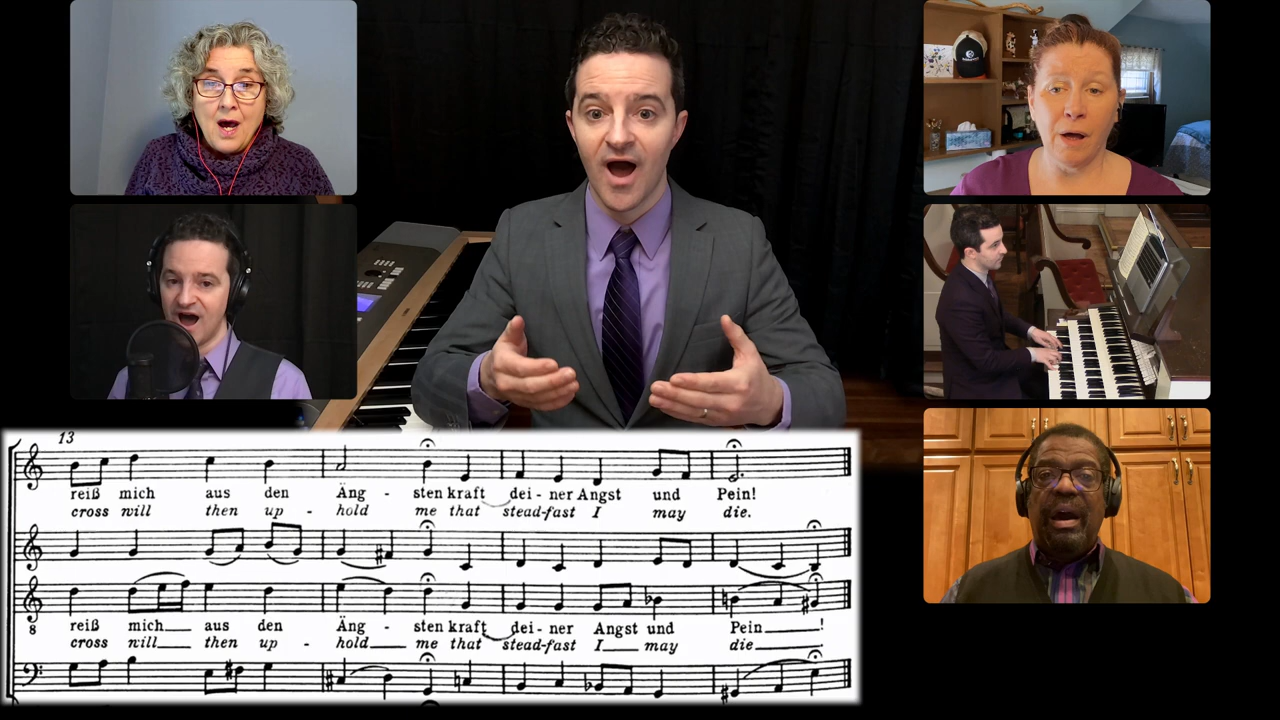 13
reiß mich aus den Äng - sten kraft dei - ner Angst und Pein!
cross will then up - hold me that stead-fast I may die.
reiß mich aus den Äng - sten kraft dei - ner Angst und Pein!
8
cross will then up - hold me that stead-fast I may die